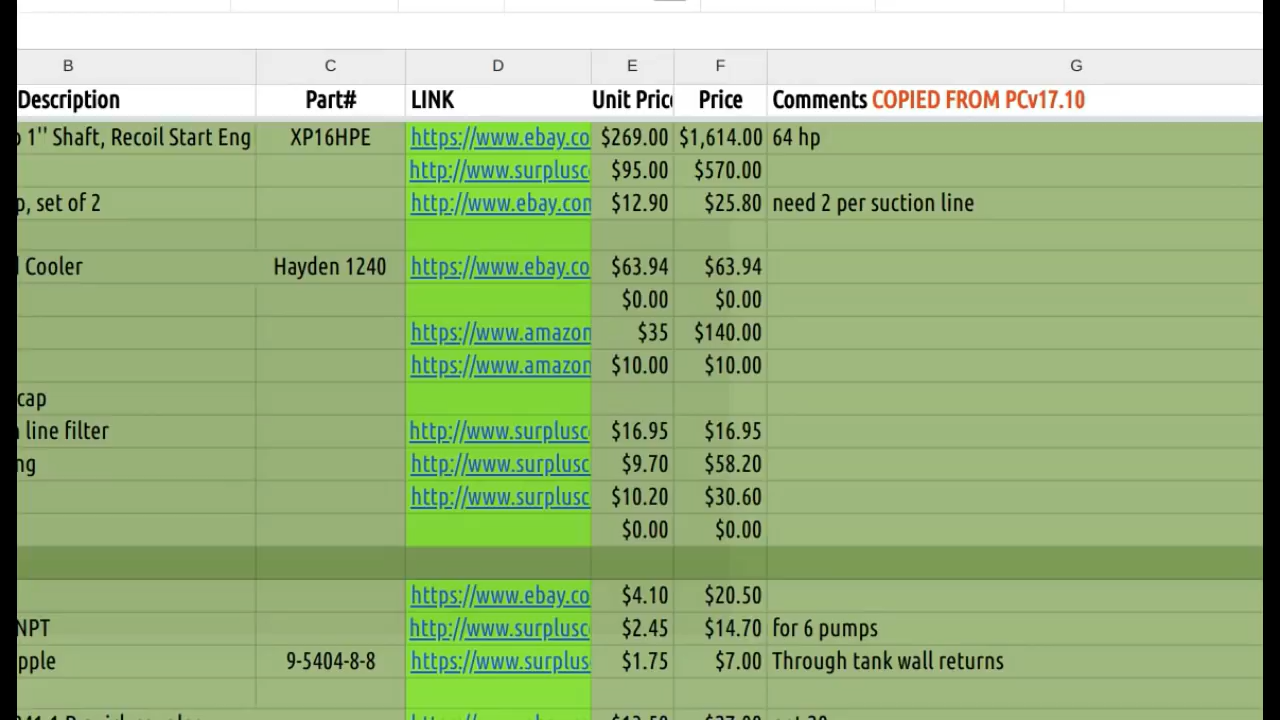 B C D E F G
Description Part# LINK Unit Pric Price Comments COPIED FROM PCv17.10
1'' Shaft, Recoil Start Eng XP16HPE https://www.ebay.co $269.00 $1,614.00 64 hp
http://www.surplusc $95.00 $570.00
p, set of 2 http://www.ebay.com $12.90 $25.80 need 2 per suction line
Cooler Hayden 1240 https://www.ebay.co $63.94 $63.94
$0.00 $0.00
https://www.amazon $35 $140.00
https://www.amazon $10.00 $10.00
cap
line filter http://www.surplusc $16.95 $16.95
ng http://www.surplusc $9.70 $58.20
http://www.surplusc $10.20 $30.60
$0.00 $0.00
https://www.ebay.co $4.10 $20.50
NPT http://www.surplusc $2.45 $14.70 for 6 pumps
pple 9-5404-8-8 https://www.surplus $1.75 $7.00 Through tank wall returns